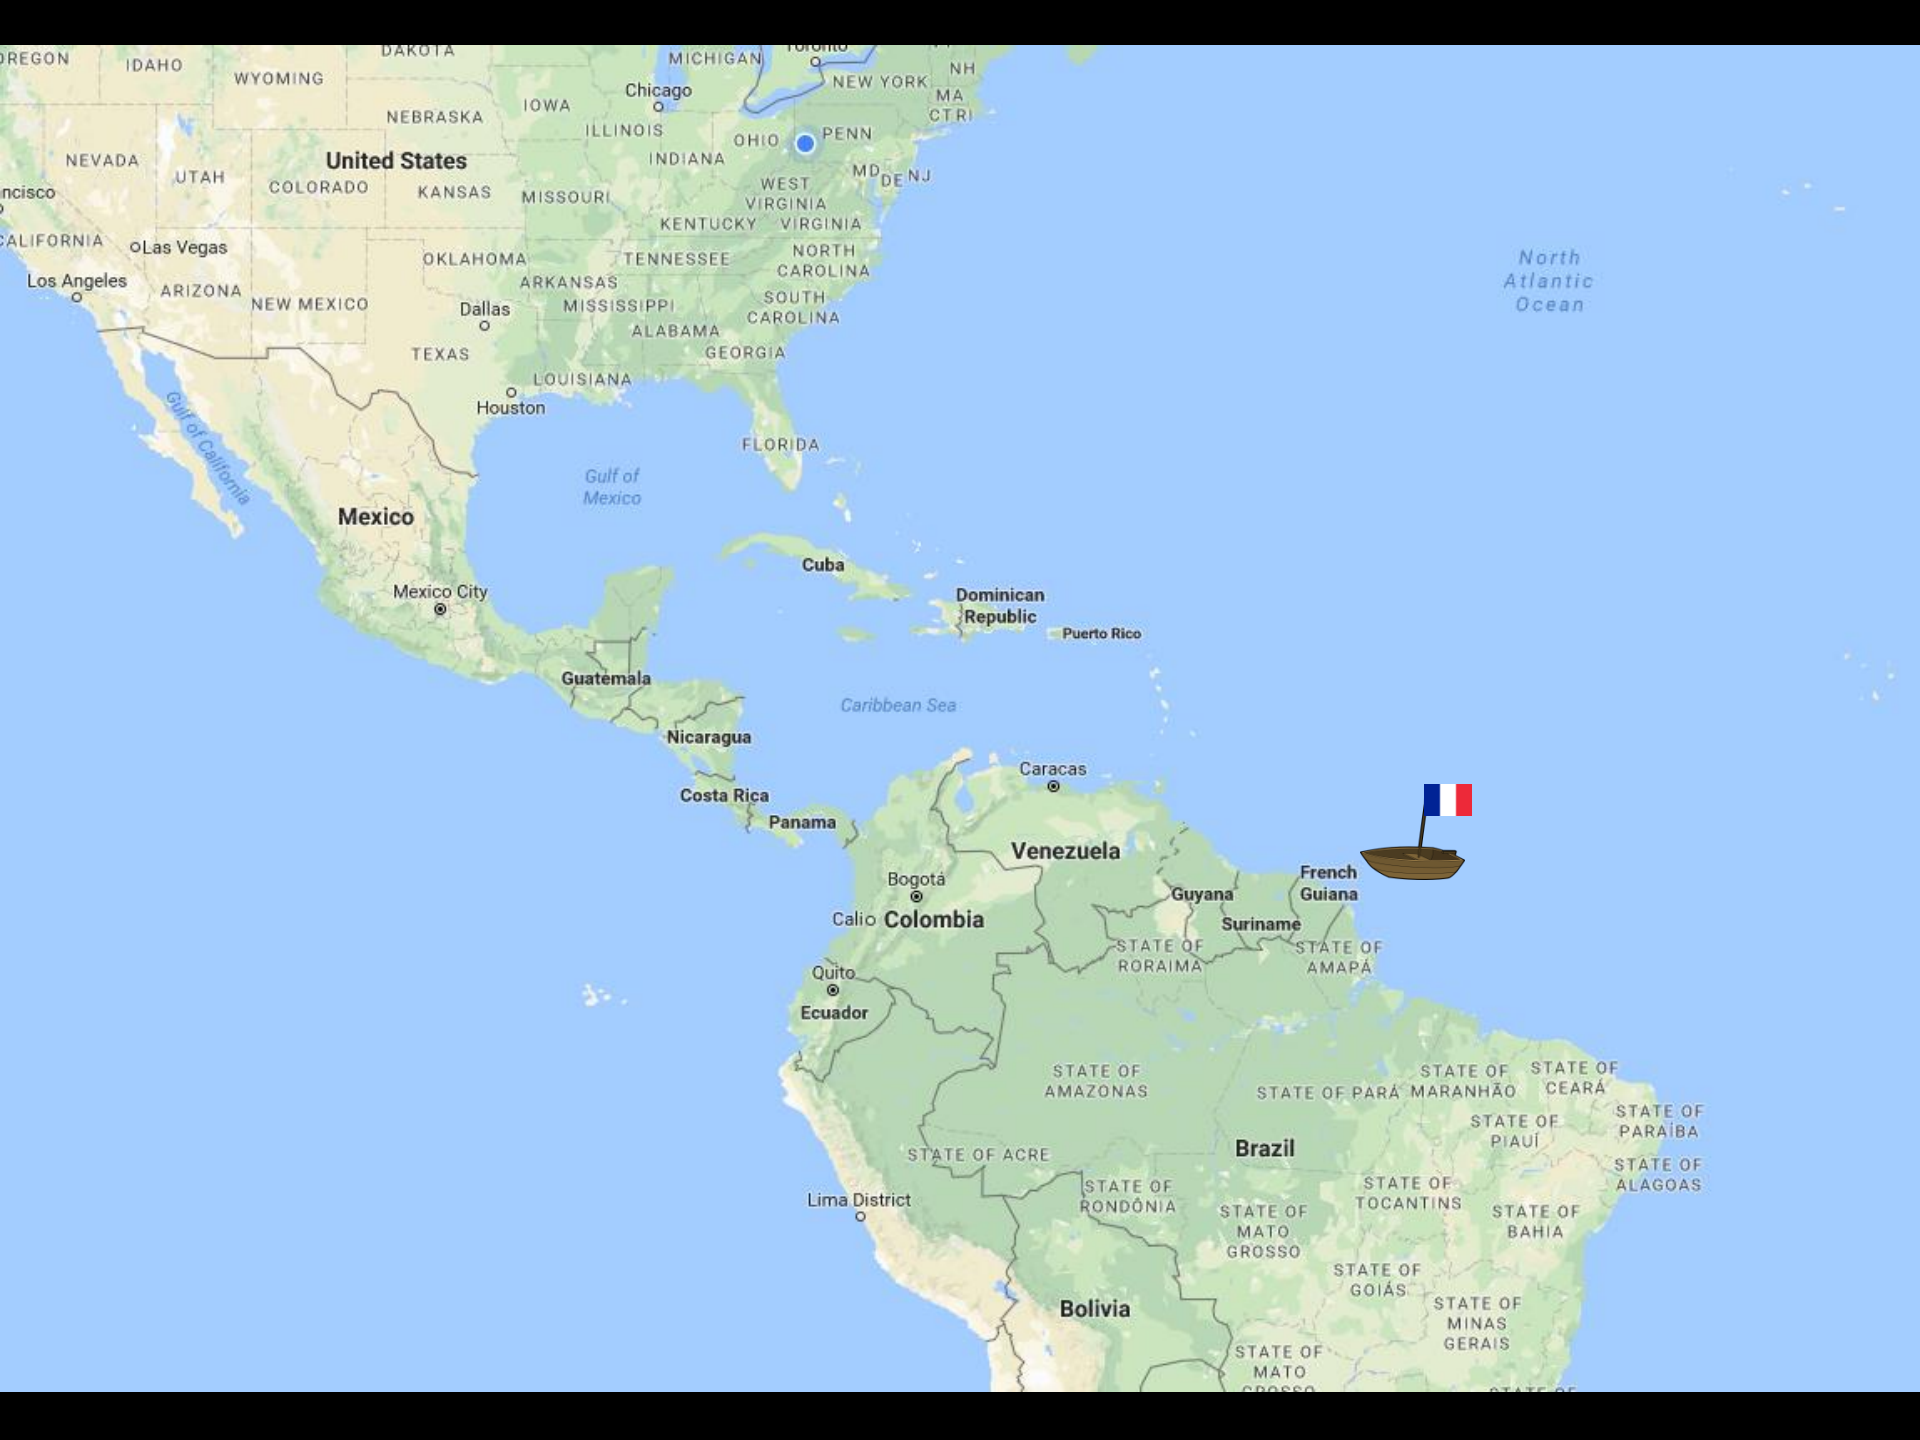 OREGON
IDAHO
WYOMING
DAKOTA
MICHIGAN
Toronto
NEW YORK
NH
MA
CT RI
Chicago
IOWA
NEBRASKA
ILLINOIS
OHIO
PENN
INDIANA
NEVADA
UTAH
United States
COLORADO
KANSAS
MISSOURI
WEST
VIRGINIA
MD
DE
NJ
ncisco
KENTUCKY
VIRGINIA
CALIFORNIA
Las Vegas
OKLAHOMA
TENNESSEE
NORTH
CAROLINA
North
Atlantic
Ocean
Los Angeles
ARIZONA
NEW MEXICO
ARKANSAS
Dallas
MISSISSIPPI
SOUTH
CAROLINA
ALABAMA
TEXAS
GEORGIA
LOUISIANA
Houston
Gulf of California
FLORIDA
Gulf of
Mexico
Mexico
Cuba
Mexico City
Dominican
Republic
Puerto Rico
Guatemala
Caribbean Sea
Nicaragua
Caracas
Costa Rica
Panama
Venezuela
French
Guiana
Bogotá
Guyana
Cali
Colombia
Suriname
STATE OF
RORAIMA
STATE OF
AMAPÁ
Quito
Ecuador
STATE OF
AMAZONAS
STATE OF PARÁ
STATE OF
MARANHÃO
STATE OF
CEARÁ
STATE OF
PIAUÍ
STATE OF
PARAÍBA
Brazil
STATE OF ACRE
STATE OF
ALAGOAS
STATE OF
RONDÔNIA
STATE OF
TOCANTINS
Lima District
STATE OF
MATO
GROSSO
STATE OF
BAHIA
STATE OF
GOIÁS
Bolivia
STATE OF
MINAS
GERAIS
STATE OF
MATO
GROSSO
STATE OF